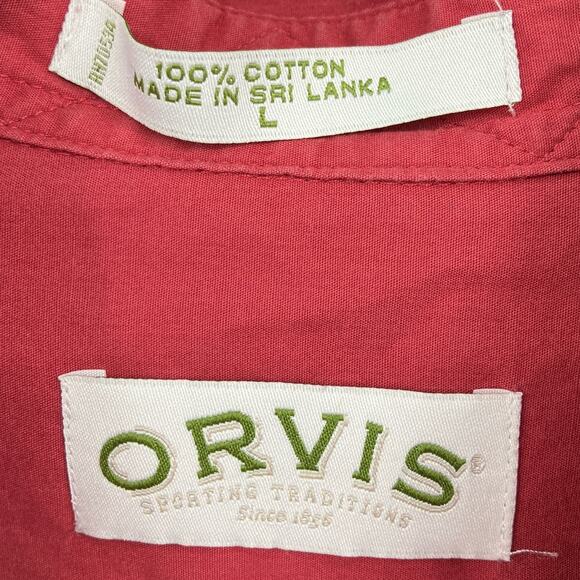 100% COTTON
MADE IN SRI LANKA
L
ORVIS®
SPORTING TRADITIONS
Since 1856